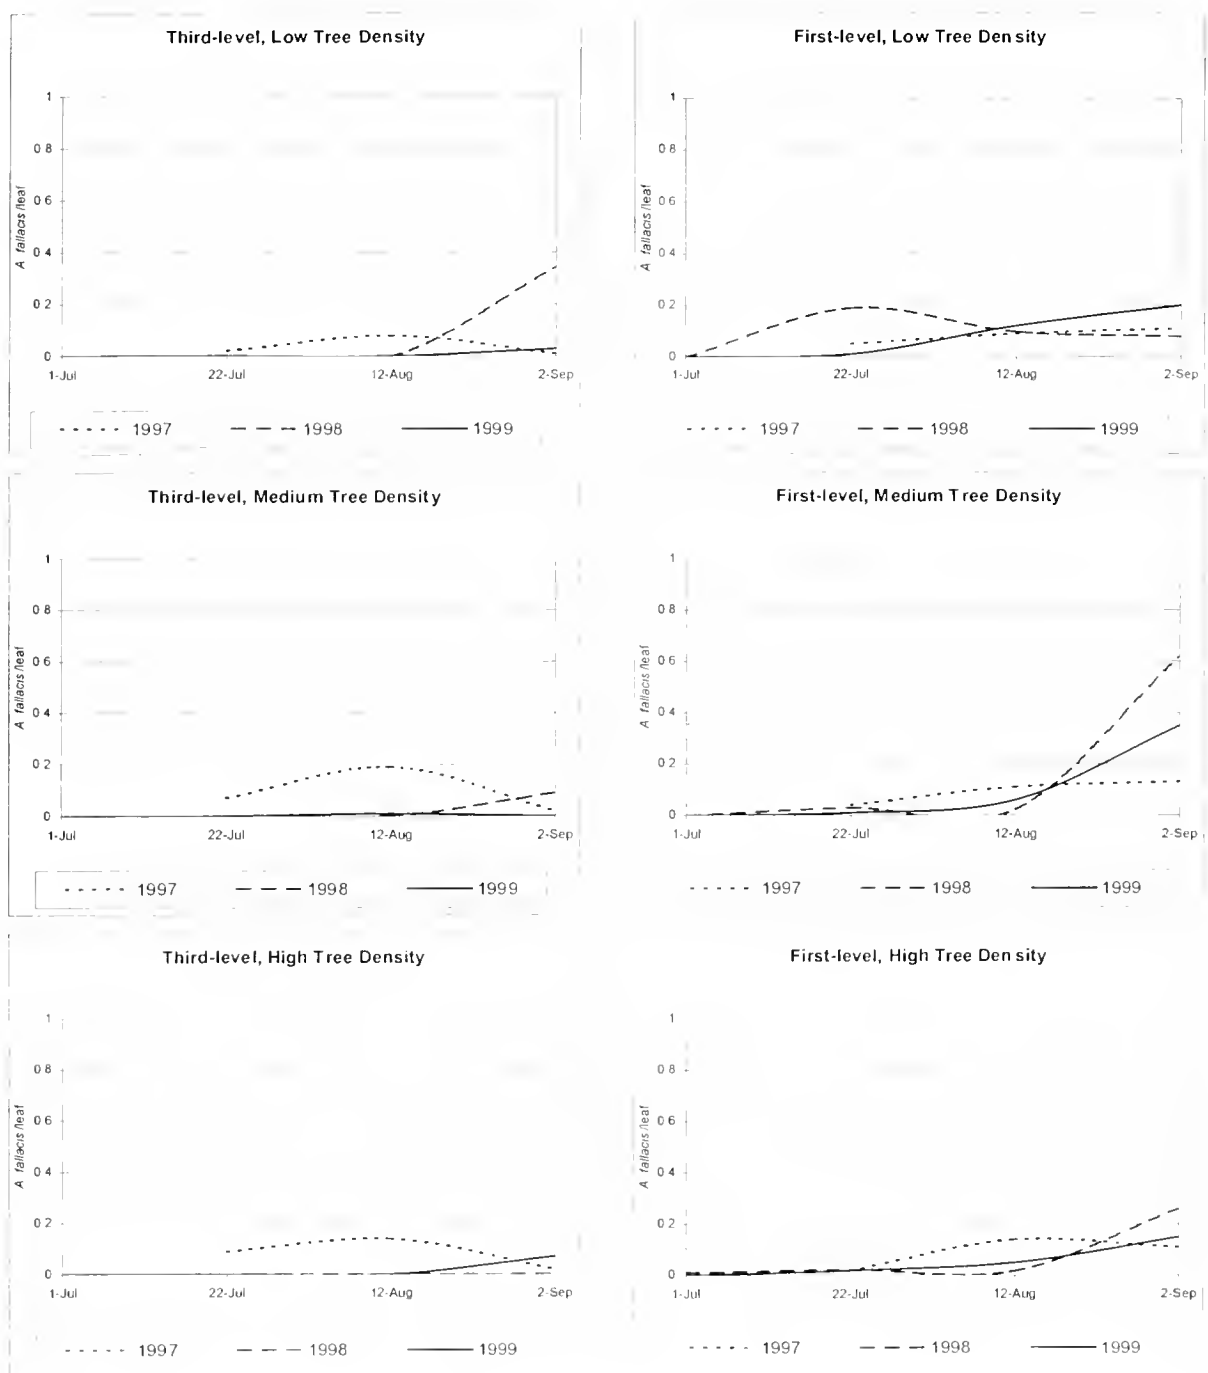 Third-level, Low Tree Density
1
0 8
0 6
0 4
0 2
0
A fallacis/leaf
1-Jul 22-Jul 12-Aug 2-Sep
1997 1998 1999
First-level, Low Tree Density
1
0 8
0 6
0 4
0 2
0
A fallacis/leaf
1-Jul 22-Jul 12-Aug 2-Sep
1997 1998 1999
Third-level, Medium Tree Density
1
0 8
0 6
0 4
0 2
0
A fallacis/leaf
1-Jul 22-Jul 12-Aug 2-Sep
1997 1998 1999
First-level, Medium Tree Density
1
0 8
0 6
0 4
0 2
0
A fallacis/leaf
1-Jul 22-Jul 12-Aug 2-Sep
1997 1998 1999
Third-level, High Tree Density
1
0 8
0 6
0 4
0 2
0
A fallacis/leaf
1-Jul 22-Jul 12-Aug 2-Sep
1997 1998 1999
First-level, High Tree Density
1
0 8
0 6
0 4
0 2
0
A fallacis/leaf
1-Jul 22-Jul 12-Aug 2-Sep
1997 1998 1999